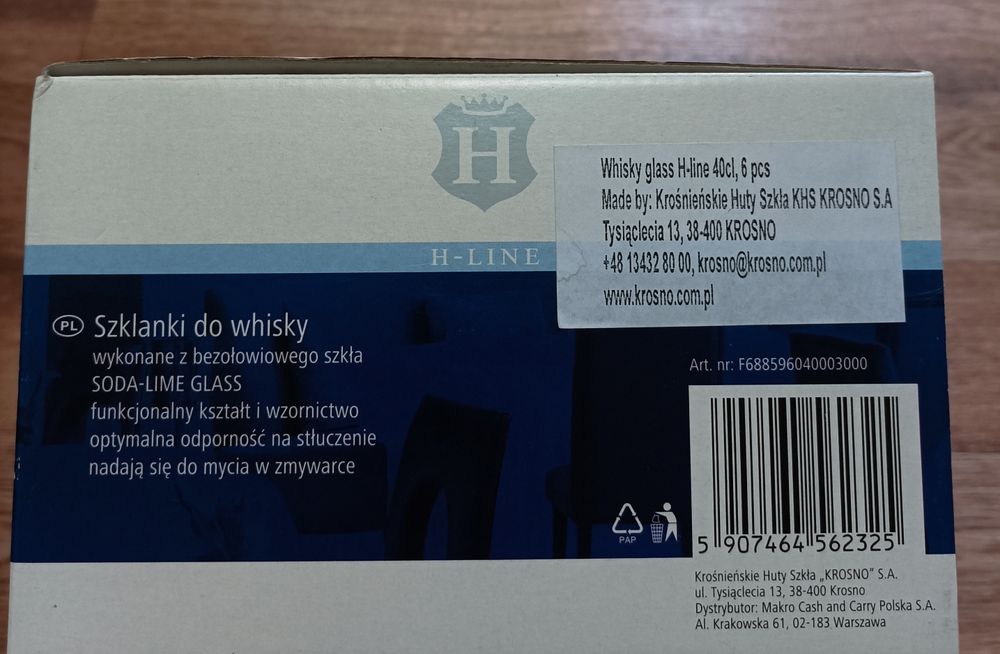 H
H-LINE
Whisky glass H-line 40cl, 6 pcs
Made by: Krośnieńskie Huty Szkła KHS KROSNO S.A
Tysiąclecia 13, 38-400 KROSNO
+48 13432 80 00, krosno@krosno.com.pl
www.krosno.com.pl
PL Szklanki do whisky
wykonane z bezołowiowego szkła
SODA-LIME GLASS
funkcjonalny kształt i wzornictwo
optymalna odporność na stłuczenie
nadają się do mycia w zmywarce
Art. nr: F688596040003000
PAP
5 907464 562325
Krośnieńskie Huty Szkła „KROSNO" S.A.
ul. Tysiąclecia 13, 38-400 Krosno
Dystrybutor: Makro Cash and Carry Polska S.A.
Al. Krakowska 61, 02-183 Warszawa